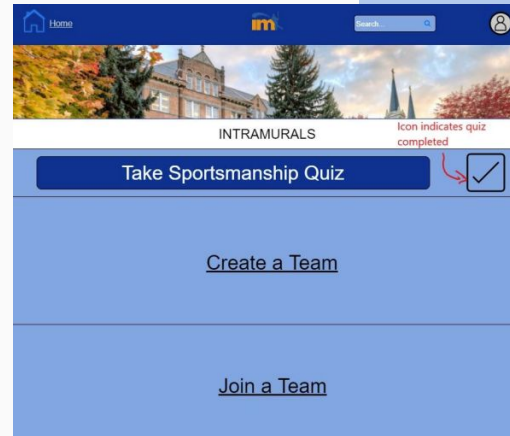 Home
im
Search...
INTRAMURALS
Icon indicates quiz
completed
Take Sportsmanship Quiz
Create a Team
Join a Team